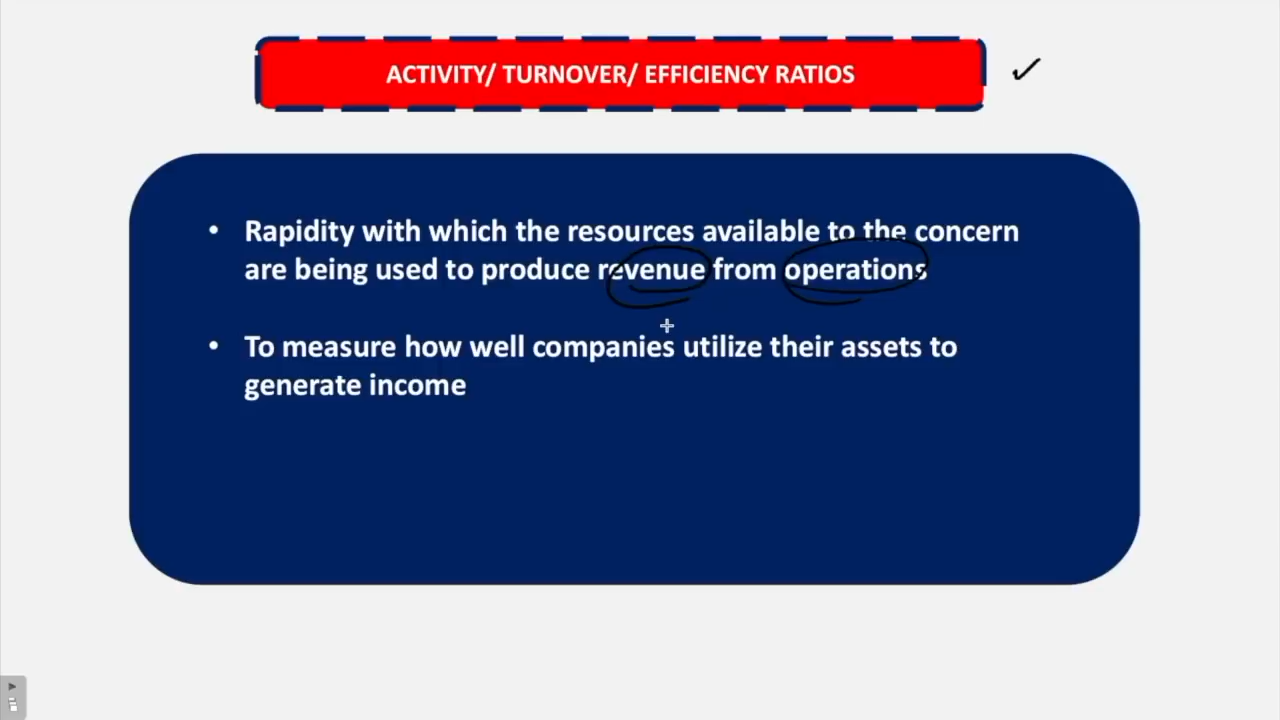 ACTIVITY/ TURNOVER/ EFFICIENCY RATIOS
• Rapidity with which the resources available to the concern
are being used to produce revenue from operations
• To measure how well companies utilize their assets to
generate income